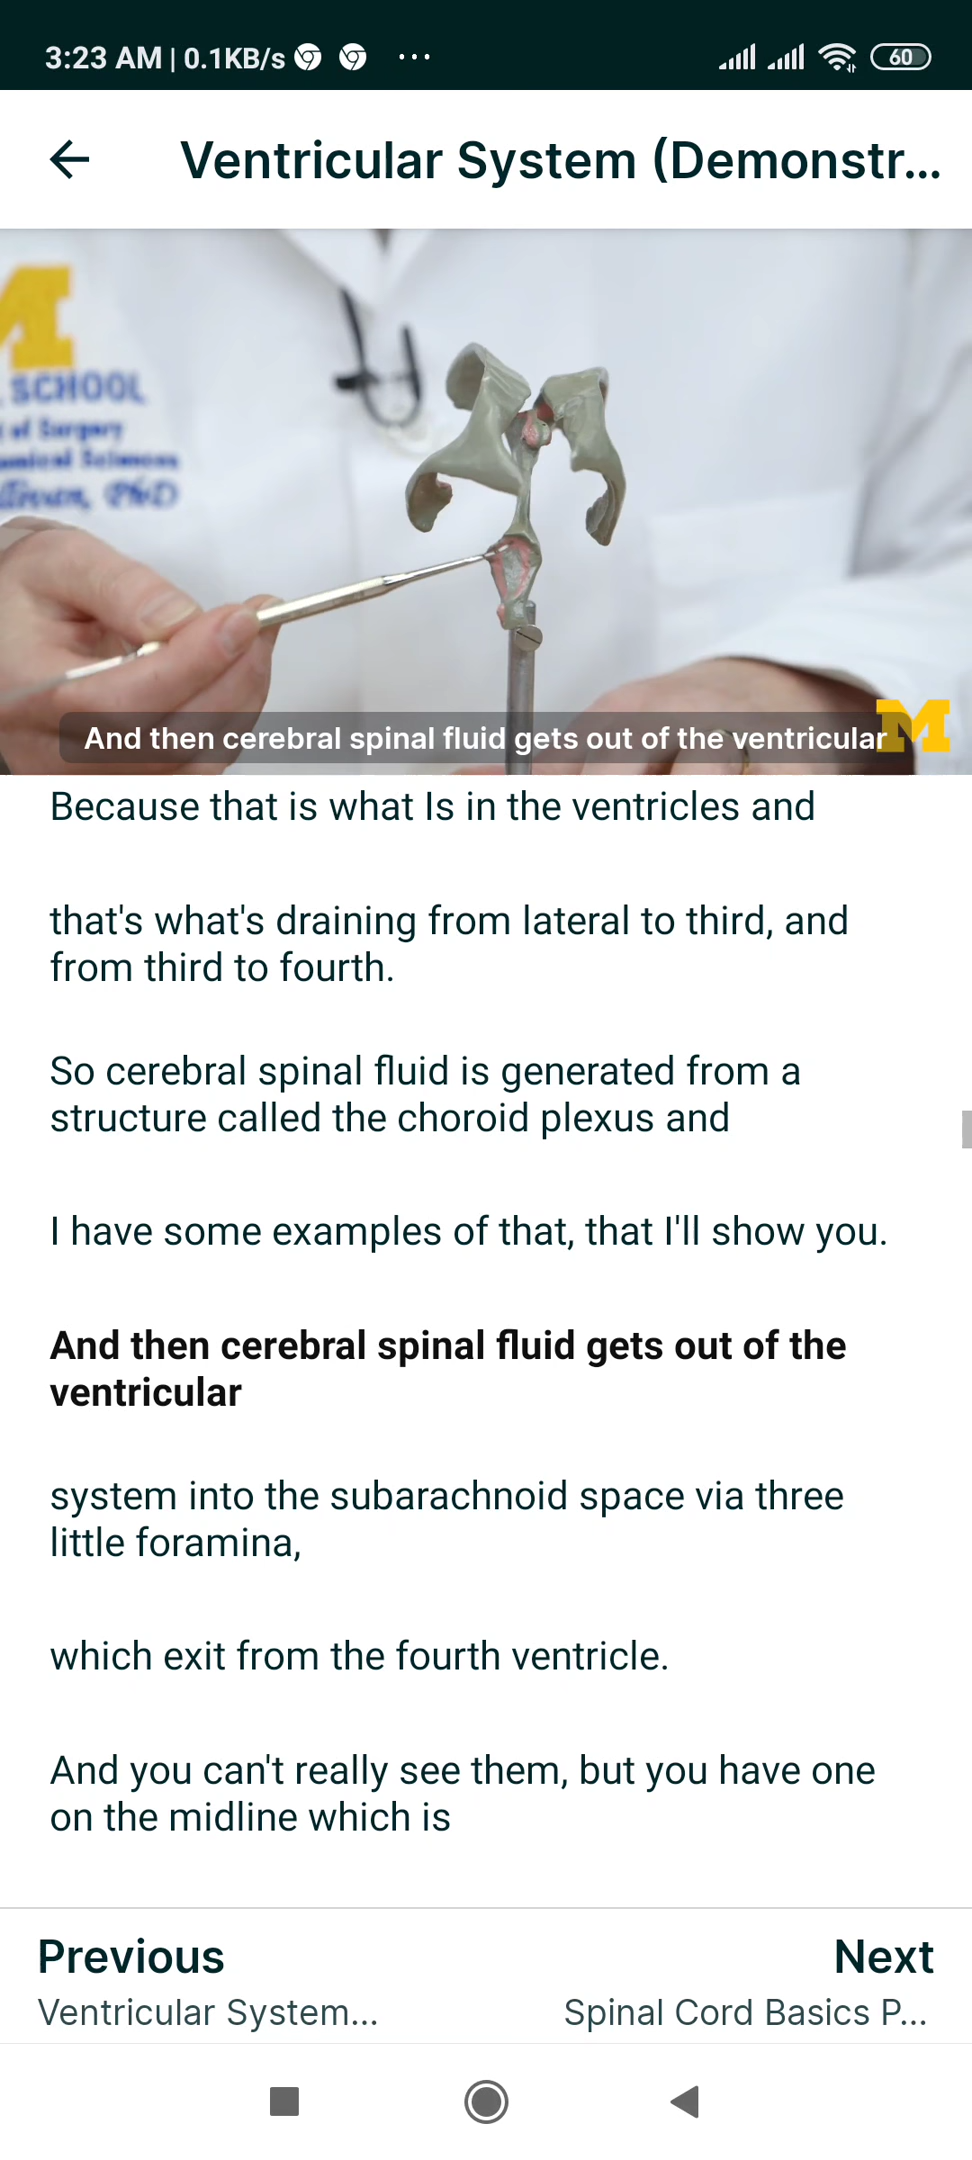 3:23 AM | 0.1KB/s ...
60
Ventricular System (Demonstr...
M
SCHOOL
of Surgery
PhD
And then cerebral spinal fluid gets out of the ventricular
M
Because that is what Is in the ventricles and
that's what's draining from lateral to third, and
from third to fourth.
So cerebral spinal fluid is generated from a
structure called the choroid plexus and
I have some examples of that, that I'll show you.
And then cerebral spinal fluid gets out of the
ventricular
system into the subarachnoid space via three
little foramina,
which exit from the fourth ventricle.
And you can't really see them, but you have one
on the midline which is
Previous
Next
Ventricular System...
Spinal Cord Basics P...